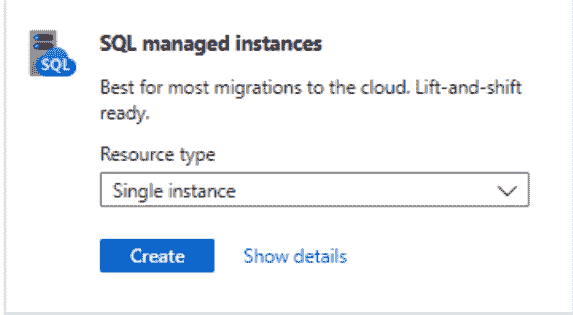 SQL
SQL managed instances
Best for most migrations to the cloud. Lift-and-shift
ready.
Resource type
Single instance
Create
Show details